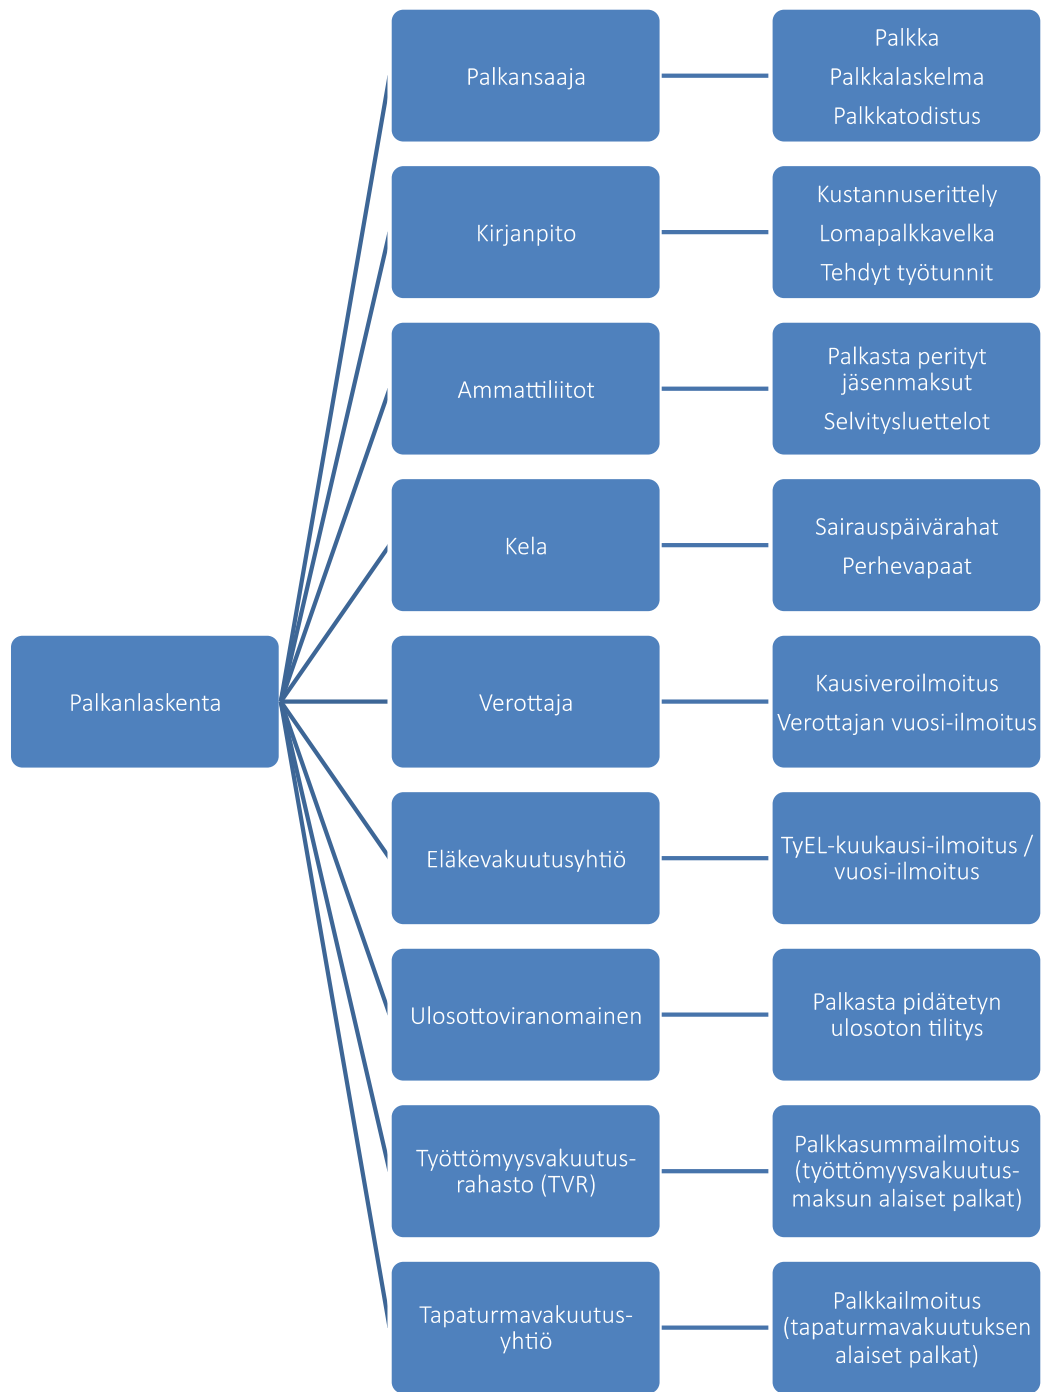 Palkanlaskenta
Palkansaaja
Palkka
Palkkalaskelma
Palkkatodistus
Kirjanpito
Kustannuserittely
Lomapalkkavelka
Tehdyt työtunnit
Ammattiliitot
Palkasta perityt
jäsenmaksut
Selvitysluettelot
Kela
Sairauspäivärahat
Perhevapaat
Verottaja
Kausiveroilmoitus
Verottajan vuosi-ilmoitus
Eläkevakuutusyhtiö
TyEL-kuukausi-ilmoitus /
vuosi-ilmoitus
Ulosottoviranomainen
Palkasta pidätetyn
ulosoton tilitys
Työttömyysvakuutus-
rahasto (TVR)
Palkkasummailmoitus
(työttömyysvakuutus-
maksun alaiset palkat)
Tapaturmavakuutus-
yhtiö
Palkkailmoitus
(tapaturmavakuutuksen
alaiset palkat)